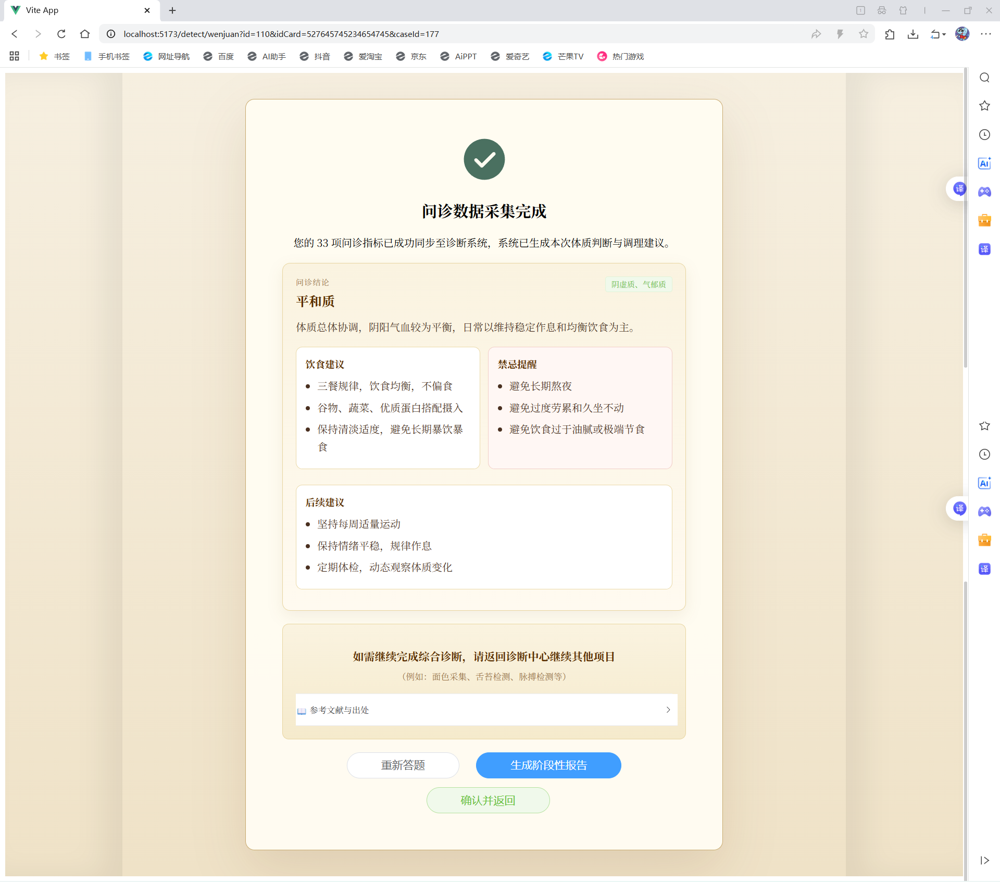 Vite App
localhost:5173/detect/wenjuan?id=110&idCard=527645745234654745&caseId=177
书签
手机书签
网址导航
百度
AI助手
抖音
爱淘宝
京东
AiPPT
爱奇艺
芒果TV
热门游戏
问诊数据采集完成
您的 33 项问诊指标已成功同步至诊断系统，系统已生成本次体质判断与调理建议。
问诊结论
阴虚质、气郁质
平和质
体质总体协调，阴阳气血较为平衡，日常以维持稳定作息和均衡饮食为主。
饮食建议
三餐规律，饮食均衡，不偏食
谷物、蔬菜、优质蛋白搭配摄入
保持清淡适度，避免长期暴饮暴
食
禁忌提醒
避免长期熬夜
避免过度劳累和久坐不动
避免饮食过于油腻或极端节食
后续建议
坚持每周适量运动
保持情绪平稳，规律作息
定期体检，动态观察体质变化
如需继续完成综合诊断，请返回诊断中心继续其他项目
（例如：面色采集、舌苔检测、脉搏检测等）
参考文献与出处
重新答题
生成阶段性报告
确认并返回
1
4
AI
译
译
AI
译
译